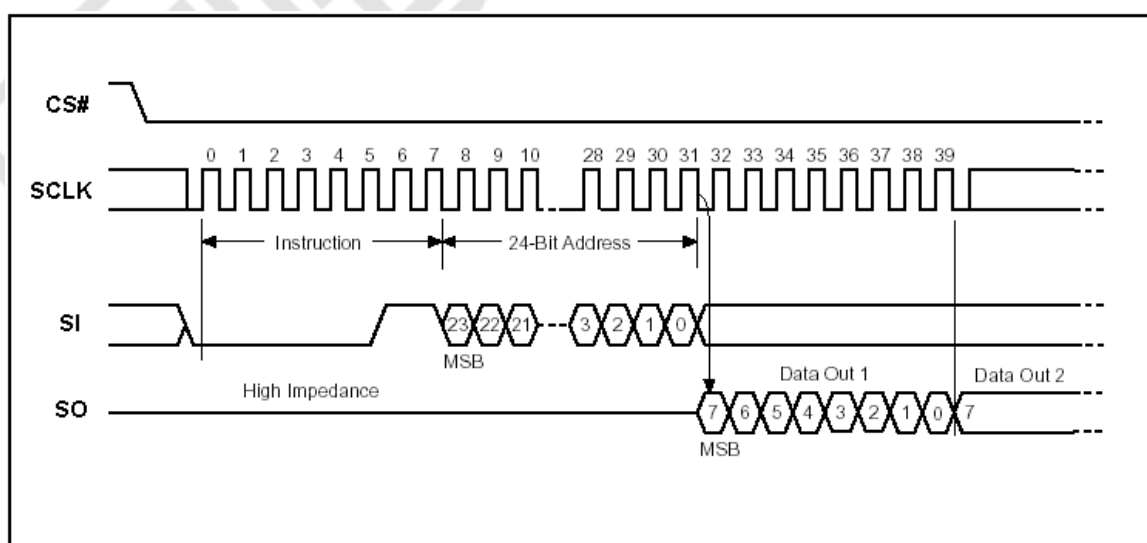 CS#
0 1 2 3 4 5 6 7 8 9 10 28 29 30 31 32 33 34 35 36 37 38 39
SCLK
Instruction 24-Bit Address
SI 23 22 21 3 2 1 0
MSB
High Impedance Data Out 1 Data Out 2
SO 7 6 5 4 3 2 1 0 7
MSB